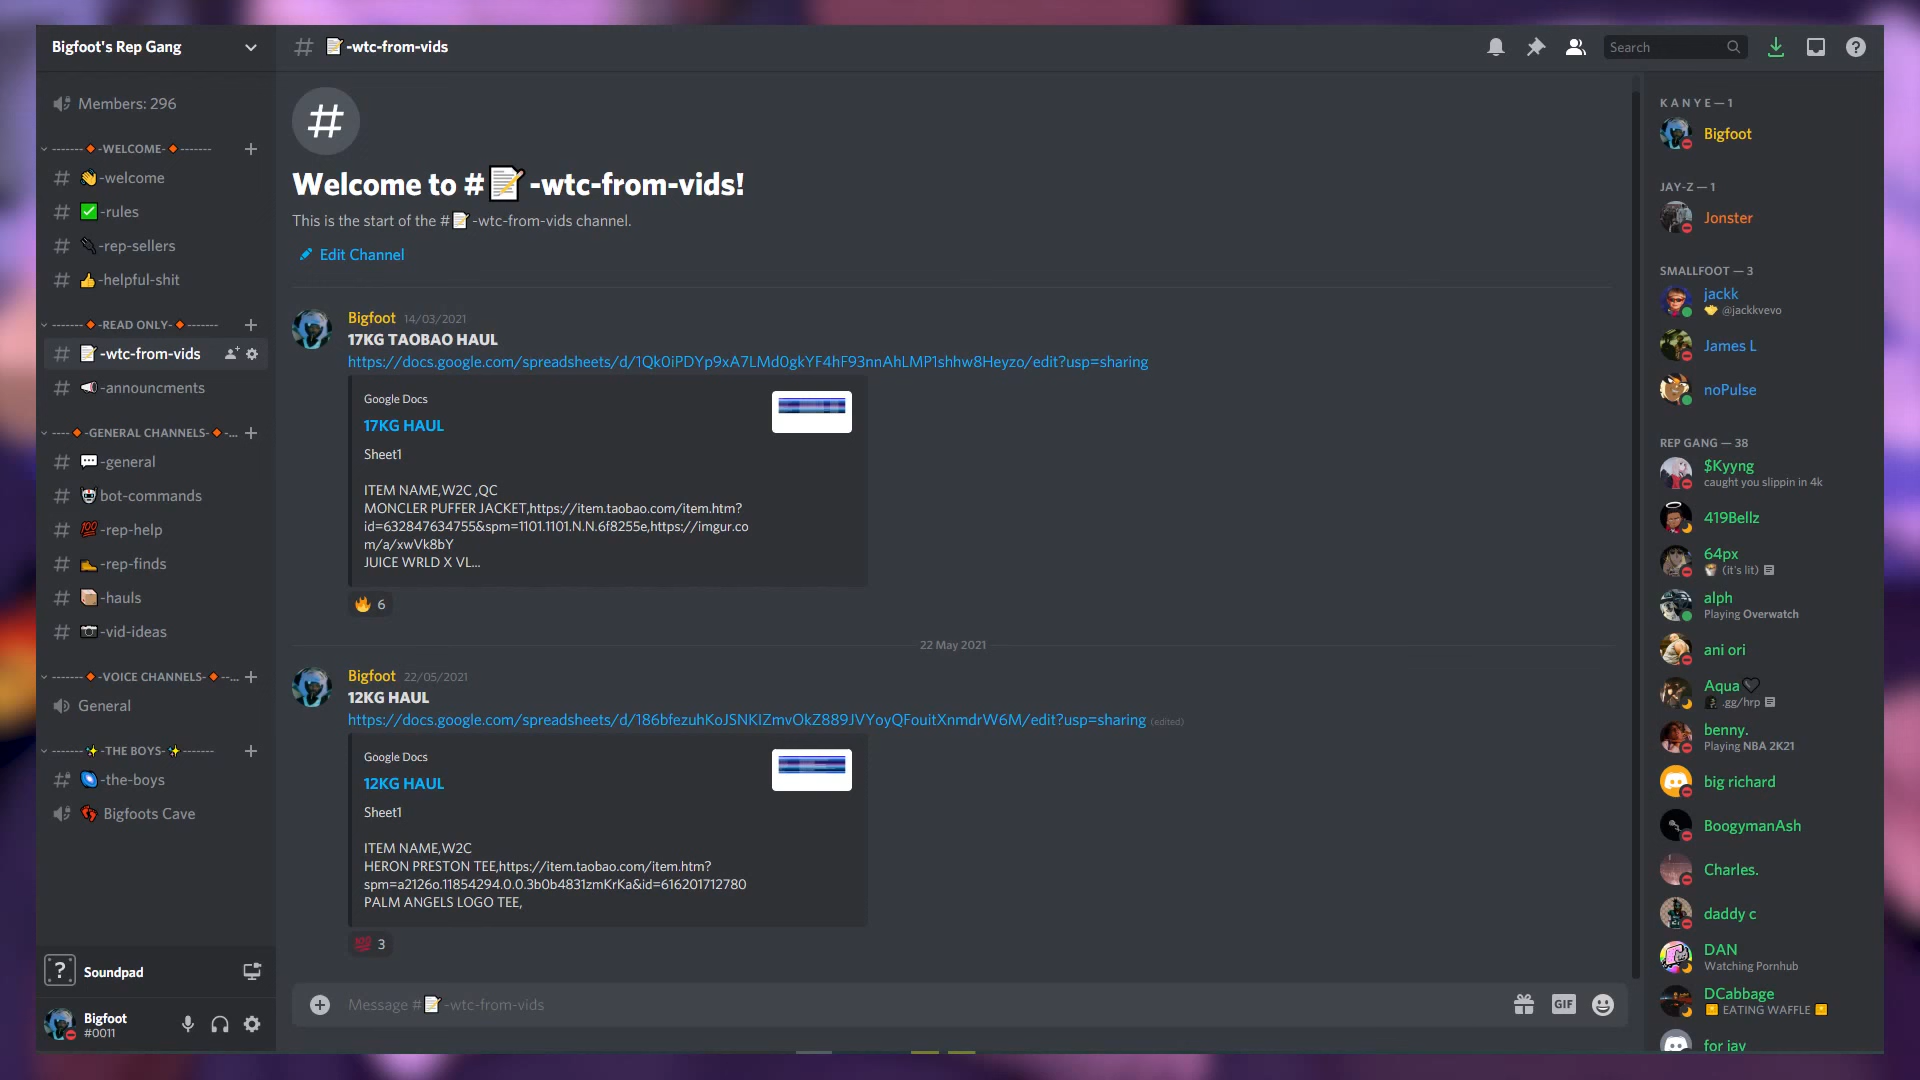 Bigfoot's Rep Gang
Members: 296
------- -WELCOME- -------
-welcome
-rules
-rep-sellers
-helpful-shit
------- -READ ONLY- -------
-wtc-from-vids
-announcments
---- -GENERAL CHANNELS- -...
-general
bot-commands
-rep-help
-rep-finds
-hauls
-vid-ideas
------- -VOICE CHANNELS- --...
General
------- -THE BOYS- -------
-the-boys
Bigfoots Cave
? Soundpad
Bigfoot
#0011
# -wtc-from-vids
Search
#
Welcome to # -wtc-from-vids!
This is the start of the # -wtc-from-vids channel.
Edit Channel
Bigfoot 14/03/2021
17KG TAOBAO HAUL
https://docs.google.com/spreadsheets/d/1Qk0iPDYp9xA7LMd0gkYF4hF93nnAhLMP1shhw8Heyzo/edit?usp=sharing
Google Docs
17KG HAUL
Sheet1
ITEM NAME,W2C ,QC
MONCLER PUFFER JACKET,https://item.taobao.com/item.htm?
id=632847634755&spm=1101.1101.N.N.6f8255e,https://imgur.co
m/a/xwVk8bY
JUICE WRLD X VL...
6
22 May 2021
Bigfoot 22/05/2021
12KG HAUL
https://docs.google.com/spreadsheets/d/186bfezuhKoJSNKIZmvOkZ889JVYoyQFouitXnmdrW6M/edit?usp=sharing (edited)
Google Docs
12KG HAUL
Sheet1
ITEM NAME,W2C
HERON PRESTON TEE,https://item.taobao.com/item.htm?
spm=a2126o.11854294.0.0.3b0b4831zmKrKa&id=616201712780
PALM ANGELS LOGO TEE,
3
Message # -wtc-from-vids
GIF
K A N Y E — 1
Bigfoot
JAY-Z — 1
Jonster
SMALLFOOT — 3
jackk
@jackkvevo
James L
noPulse
REP GANG — 38
$Kyyng
caught you slippin in 4k
419Bellz
64px
(it's lit)
alph
Playing Overwatch
ani ori
Aqua
.gg/hrp
benny.
Playing NBA 2K21
big richard
BoogymanAsh
Charles.
daddy c
DAN
Watching Pornhub
DCabbage
EATING WAFFLE
for jay